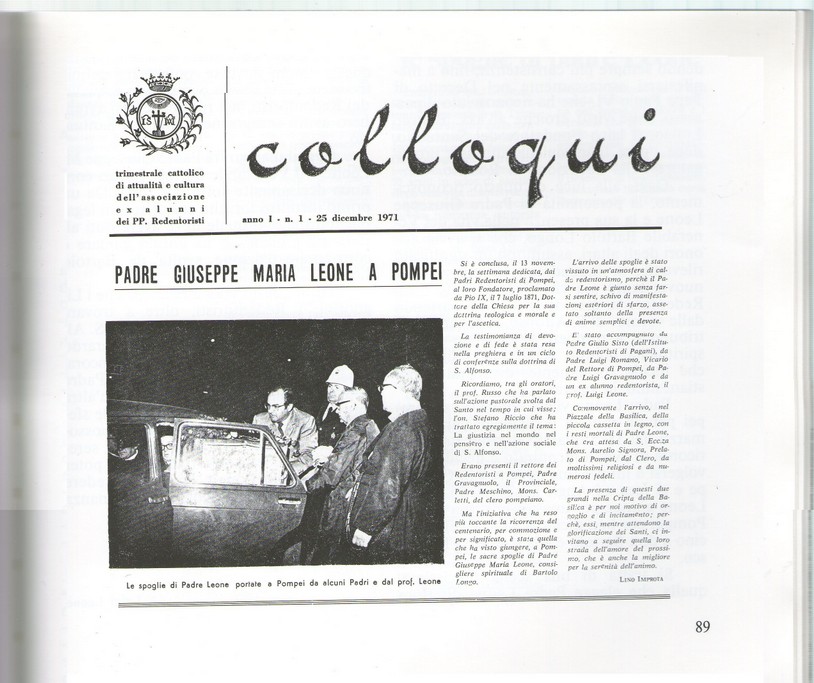 colloqui
trimestrale cattolico
di attualità e cultura
dell'associazione
ex alunni
dei PP. Redentoristi
anno I - n. 1 - 25 dicembre 1971
PADRE GIUSEPPE MARIA LEONE A POMPEI
Le spoglie di Padre Leone portate a Pompei da alcuni Padri e dal prof. Leone
Si è conclusa, il 13 novem-
bre, la settimana dedicata, dai
Padri Redentoristi di Pompei,
al loro Fondatore, proclamato
da Pio IX, il 7 luglio 1871, Dot-
tore della Chiesa per la sua
dottrina teologica e morale e
per l'ascetica.
La testimonianza di devo-
zione e di fede è stata resa
nella preghiera e in un ciclo
di conferenze sulla dottrina di
S. Alfonso.
Ricordiamo, tra gli oratori,
il prof. Russo che ha parlato
sull'azione pastorale svolta dal
Santo nel tempo in cui visse;
l'on. Stefano Riccio che ha
trattato egregiamente il tema:
La giustizia nel mondo nel
pensiero e nell'azione sociale
di S. Alfonso.
Erano presenti il rettore dei
Redentoristi a Pompei, Padre
Gravagnuolo, il Provinciale,
Padre Meschino, Mons. Car-
letti, del clero pompeiano.
Ma l'iniziativa che ha reso
più toccante la ricorrenza del
centenario, per commozione e
per significato, è stata quella
che ha visto giungere, a Pom-
pei, le sacre spoglie di Padre
Giuseppe Maria Leone, consi-
gliere spirituale di Bartolo
Longo.
L'arrivo delle spoglie è stato
vissuto in un'atmosfera di cal-
do redentorismo, perchè il Pa-
dre Leone è giunto senza far-
si sentire, schivo di manifesta-
zioni esteriori di sfarzo, asse-
tato soltanto della presenza
di anime semplici e devote.
E' stato accompagnato da
Padre Giulio Sisto (dell'Istitu-
to Redentoristi di Pagani), da
Padre Luigi Romano, Vicario
del Rettore di Pompei, da Pa-
dre Luigi Gravagnuolo e da
un ex alunno redentorista, il
prof. Luigi Leone.
Commovente l'arrivo, nel
Piazzale della Basilica, della
piccola cassetta in legno, con
i resti mortali di Padre Leone,
che era attesa da S. Ecc.za
Mons. Aurelio Signora, Prela-
to di Pompei, dal Clero, da
moltissimi religiosi e da nu-
merosi fedeli.
La presenza di questi due
grandi nella Cripta della Ba-
silica è per noi motivo di or-
goglio e di incitamento; per-
chè, essi, mentre attendono la
glorificazione dei Santi, ci in-
vitano a seguire quella loro
strada dell'amore del prossi-
mo, che è anche la migliore
per la serenità dell'animo.
LINO IMPROTA
89